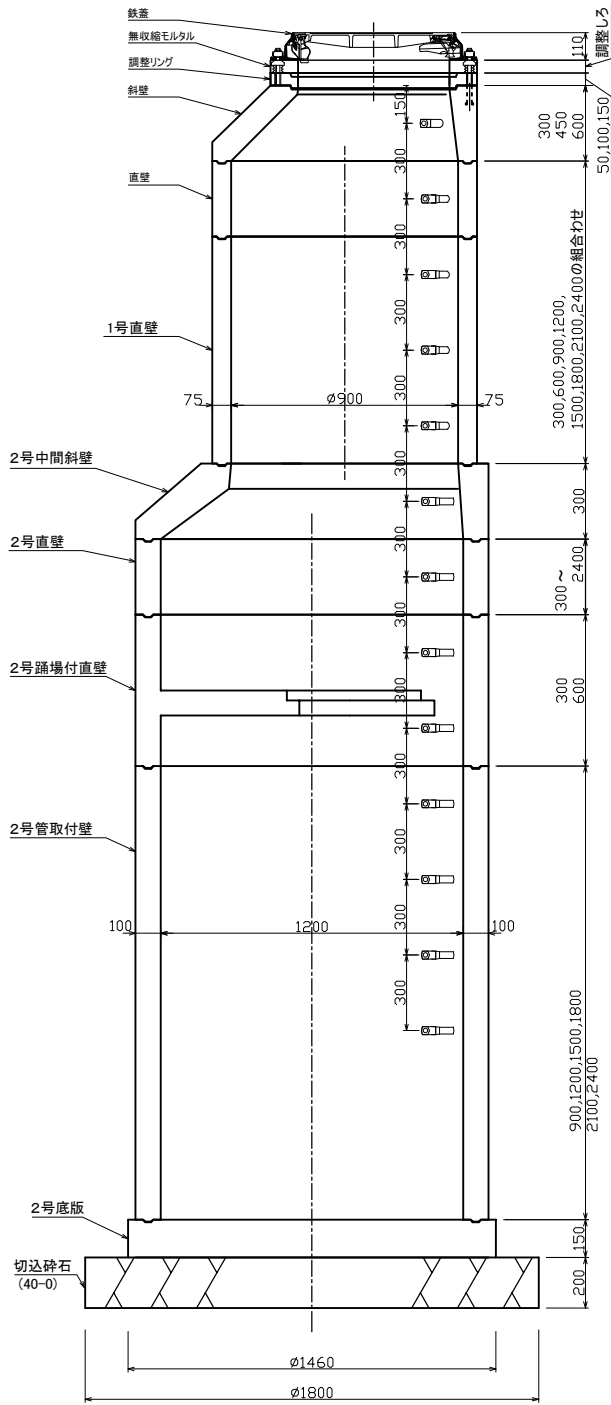 鉄蓋
無収縮モルタル
調整リング
斜壁
直壁
1号直壁
2号中間斜壁
2号直壁
2号踊場付直壁
2号管取付壁
2号底版
切込砕石
(40-0)
75
ø900
75
100
1200
100
ø1460
ø1800
150
300
300
300
300
300
300
300
300
300
300
300
300
110
調整しろ
50,100,150
300
450
600
300,600,900,1200,
1500,1800,2100,2400の組合わせ
300
300～
2400
300
600
900,1200,1500,1800
2100,2400
150
200